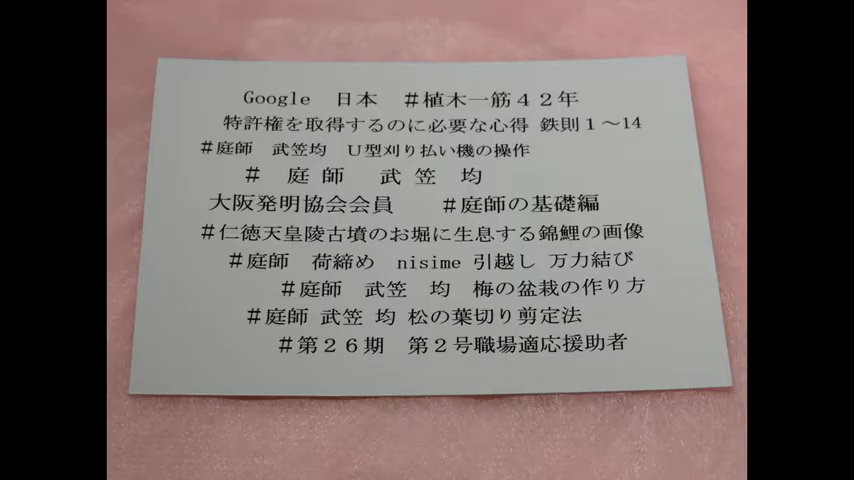 Google 日本 ＃植木一筋４２年
特許権を取得するのに必要な心得 鉄則１～14
＃庭師 武笠均 Ｕ型刈り払い機の操作
＃ 庭 師 武 笠 均
大阪発明協会会員 ＃庭師の基礎編
＃仁徳天皇陵古墳のお堀に生息する錦鯉の画像
＃庭師 荷締め nisime 引越し 万力結び
＃庭師 武笠 均 梅の盆栽の作り方
＃庭師 武笠 均 松の葉切り剪定法
＃第２６期 第２号職場適応援助者